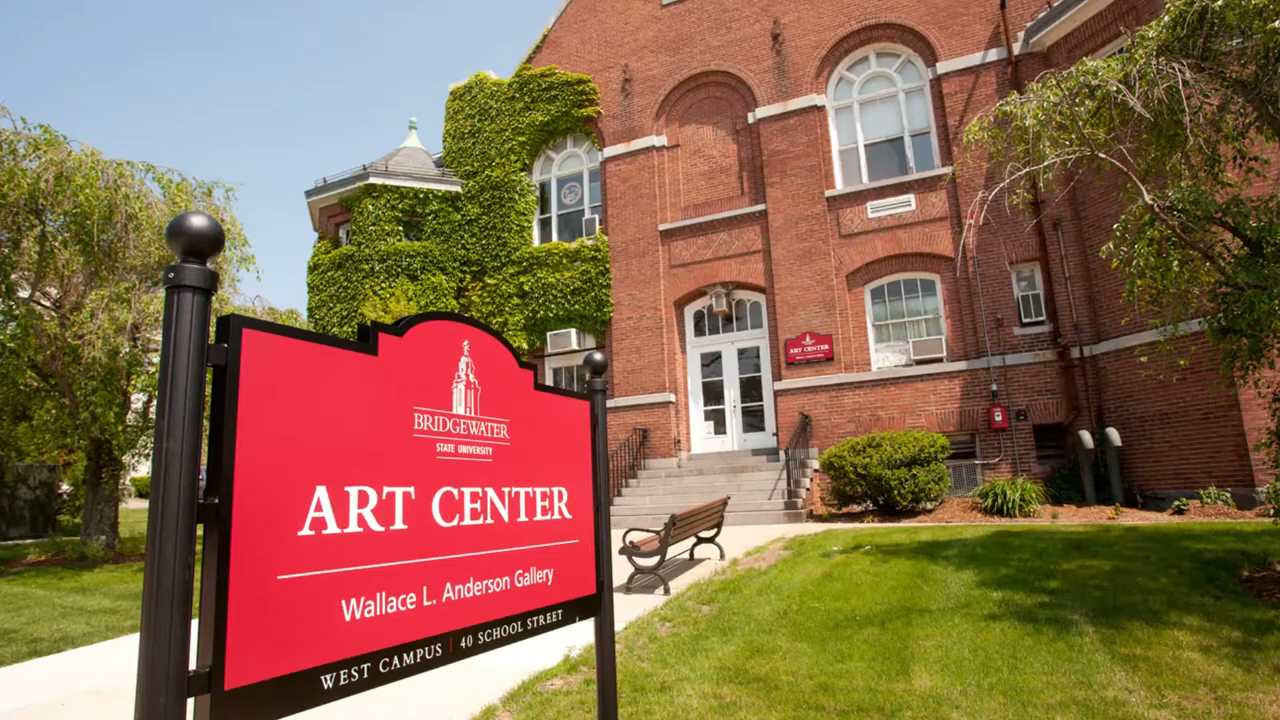 BRIDGEWATER
STATE UNIVERSITY
ART CENTER
Wallace L. Anderson Gallery
WEST CAMPUS | 40 SCHOOL STREET
ART CENTER